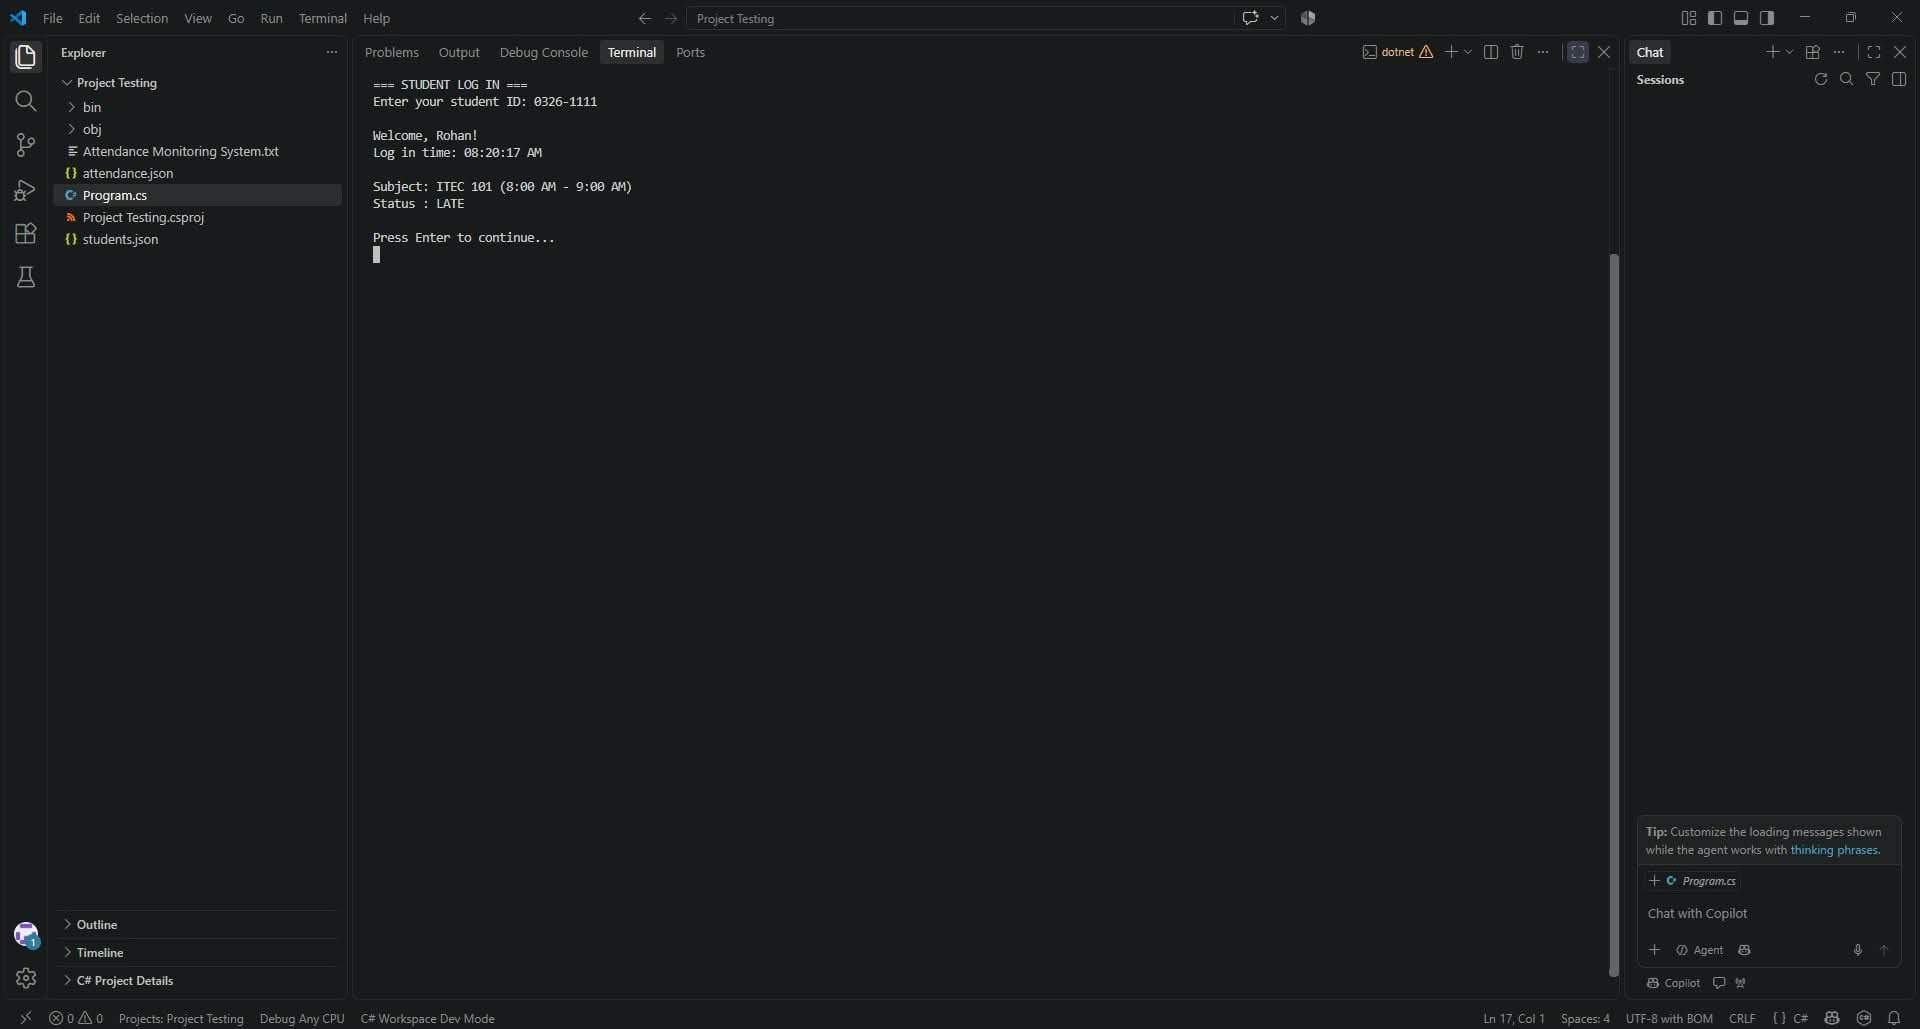 File Edit Selection View Go Run Terminal Help
Project Testing
Explorer
Project Testing
bin
obj
Attendance Monitoring System.txt
attendance.json
Program.cs
Project Testing.csproj
students.json
Outline
Timeline
C# Project Details
Problems Output Debug Console Terminal Ports
dotnet
=== STUDENT LOG IN ===
Enter your student ID: 0326-1111
Welcome, Rohan!
Log in time: 08:20:17 AM
Subject: ITEC 101 (8:00 AM - 9:00 AM)
Status : LATE
Press Enter to continue...
Chat
Sessions
Tip: Customize the loading messages shown
while the agent works with thinking phrases.
Program.cs
Chat with Copilot
Agent
Copilot
1
0 0 Projects: Project Testing Debug Any CPU C# Workspace Dev Mode
Ln 17, Col 1 Spaces: 4 UTF-8 with BOM CRLF { } C#